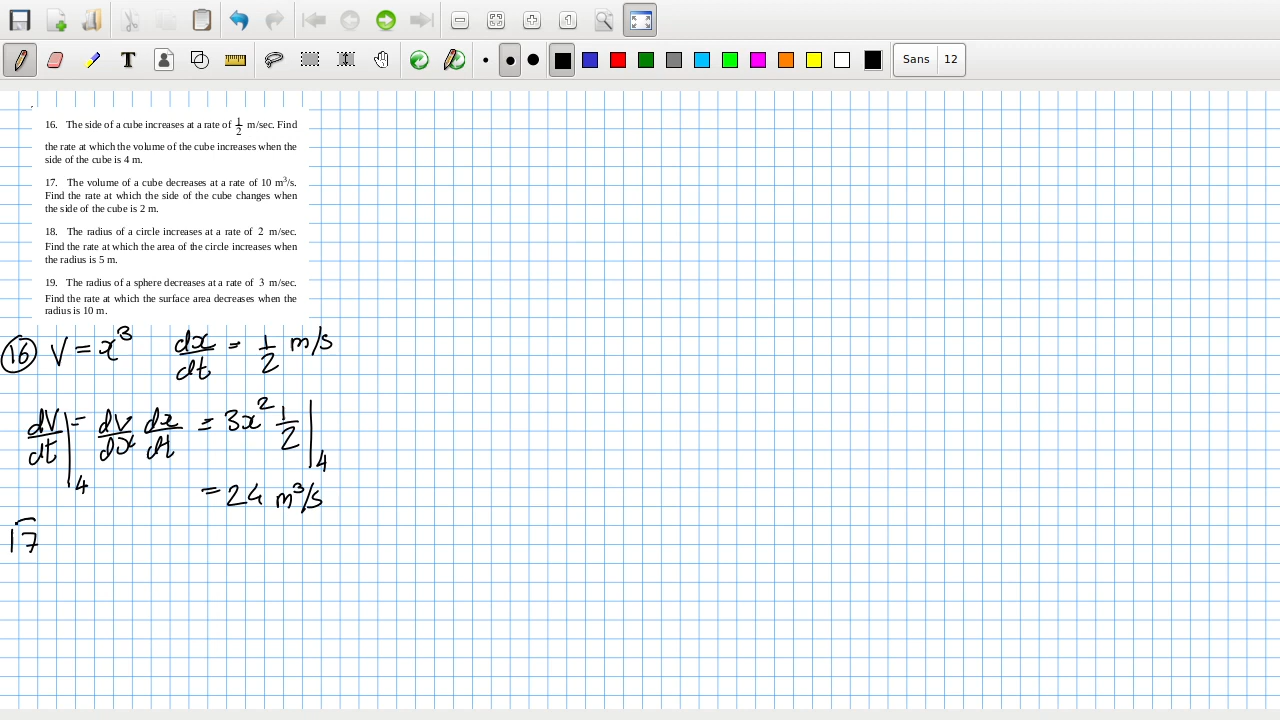 Sans 12
16. The side of a cube increases at a rate of 1/2 m/sec. Find
the rate at which the volume of the cube increases when the
side of the cube is 4 m.
17. The volume of a cube decreases at a rate of 10 m³/s.
Find the rate at which the side of the cube changes when
the side of the cube is 2 m.
18. The radius of a circle increases at a rate of 2 m/sec.
Find the rate at which the area of the circle increases when
the radius is 5 m.
19. The radius of a sphere decreases at a rate of 3 m/sec.
Find the rate at which the surface area decreases when the
radius is 10 m.
16 V = x³ dx/dt = 1/2 m/s
dV/dt |4 = dV/dx dx/dt = 3x² 1/2 |4
= 24 m³/s
17